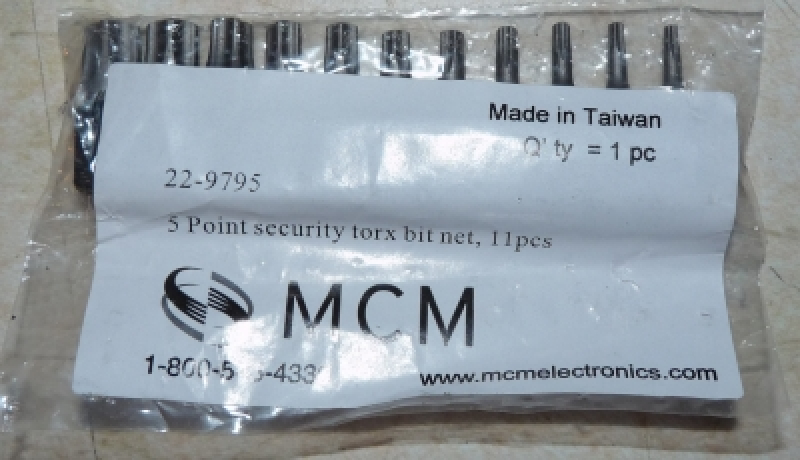 Made in Taiwan
Q'ty = 1 pc
22-9795
5 Point security torx bit net, 11pcs
MCM
www.mcmelectronics.com